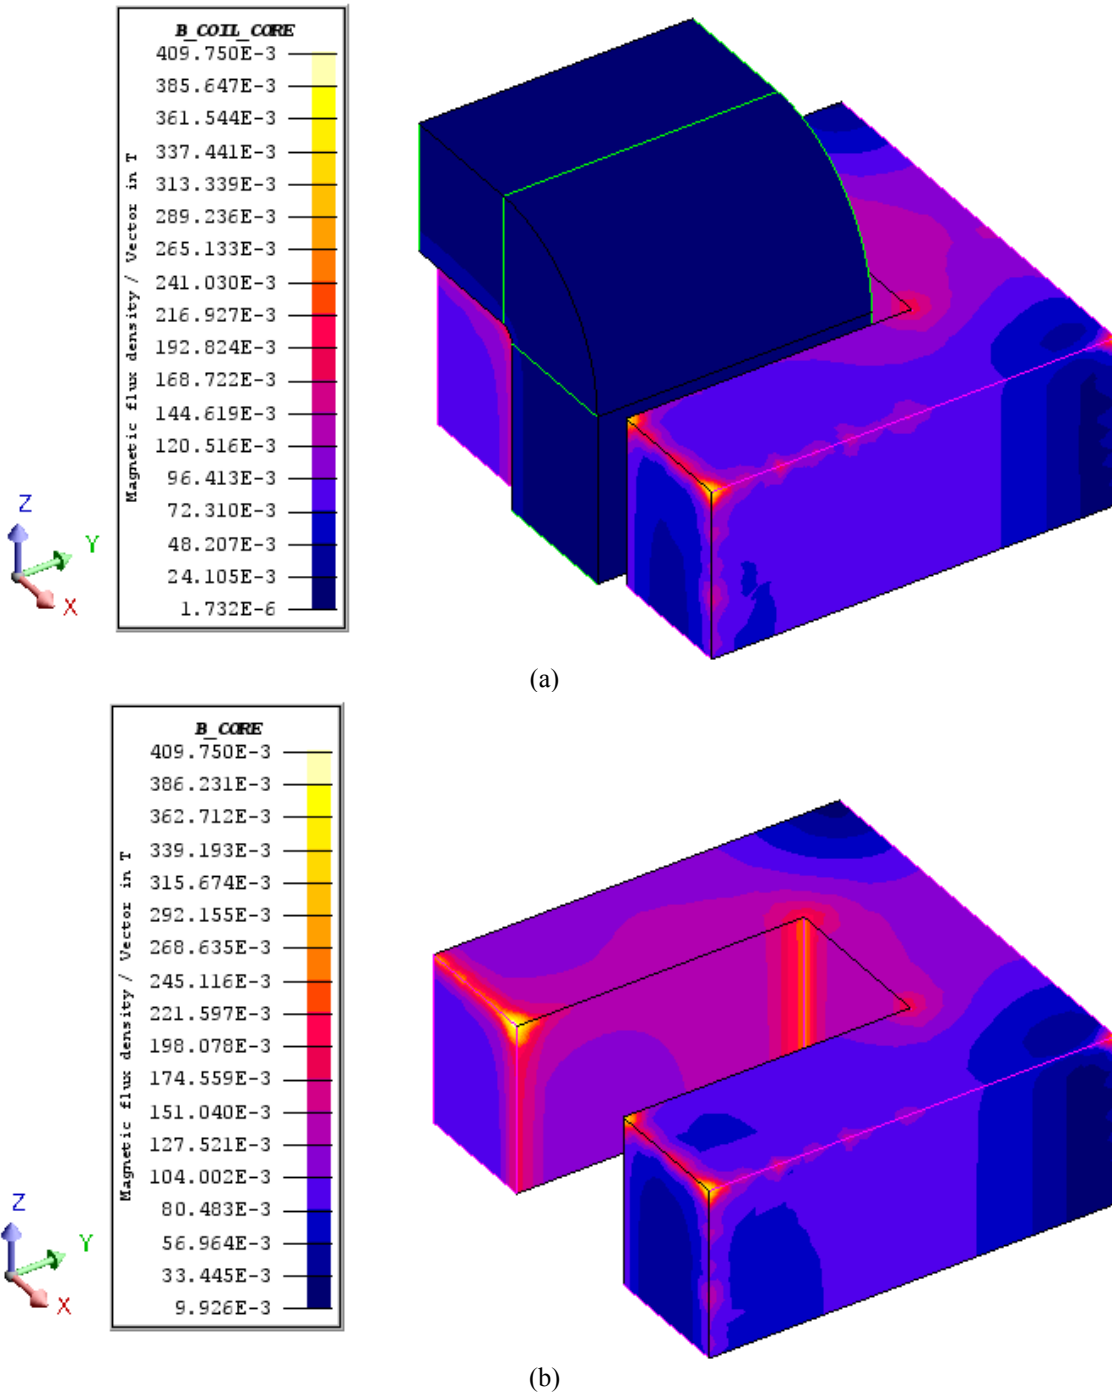 B_COIL_CORE
409.750E-3
385.647E-3
361.544E-3
337.441E-3
313.339E-3
289.236E-3
265.133E-3
241.030E-3
216.927E-3
192.824E-3
168.722E-3
144.619E-3
120.516E-3
96.413E-3
72.310E-3
48.207E-3
24.105E-3
1.732E-6
Magnetic flux density / Vector in T
Z
Y
X
(a)
B_CORE
409.750E-3
386.231E-3
362.712E-3
339.193E-3
315.674E-3
292.155E-3
268.635E-3
245.116E-3
221.597E-3
198.078E-3
174.559E-3
151.040E-3
127.521E-3
104.002E-3
80.483E-3
56.964E-3
33.445E-3
9.926E-3
Magnetic flux density / Vector in T
Z
Y
X
(b)